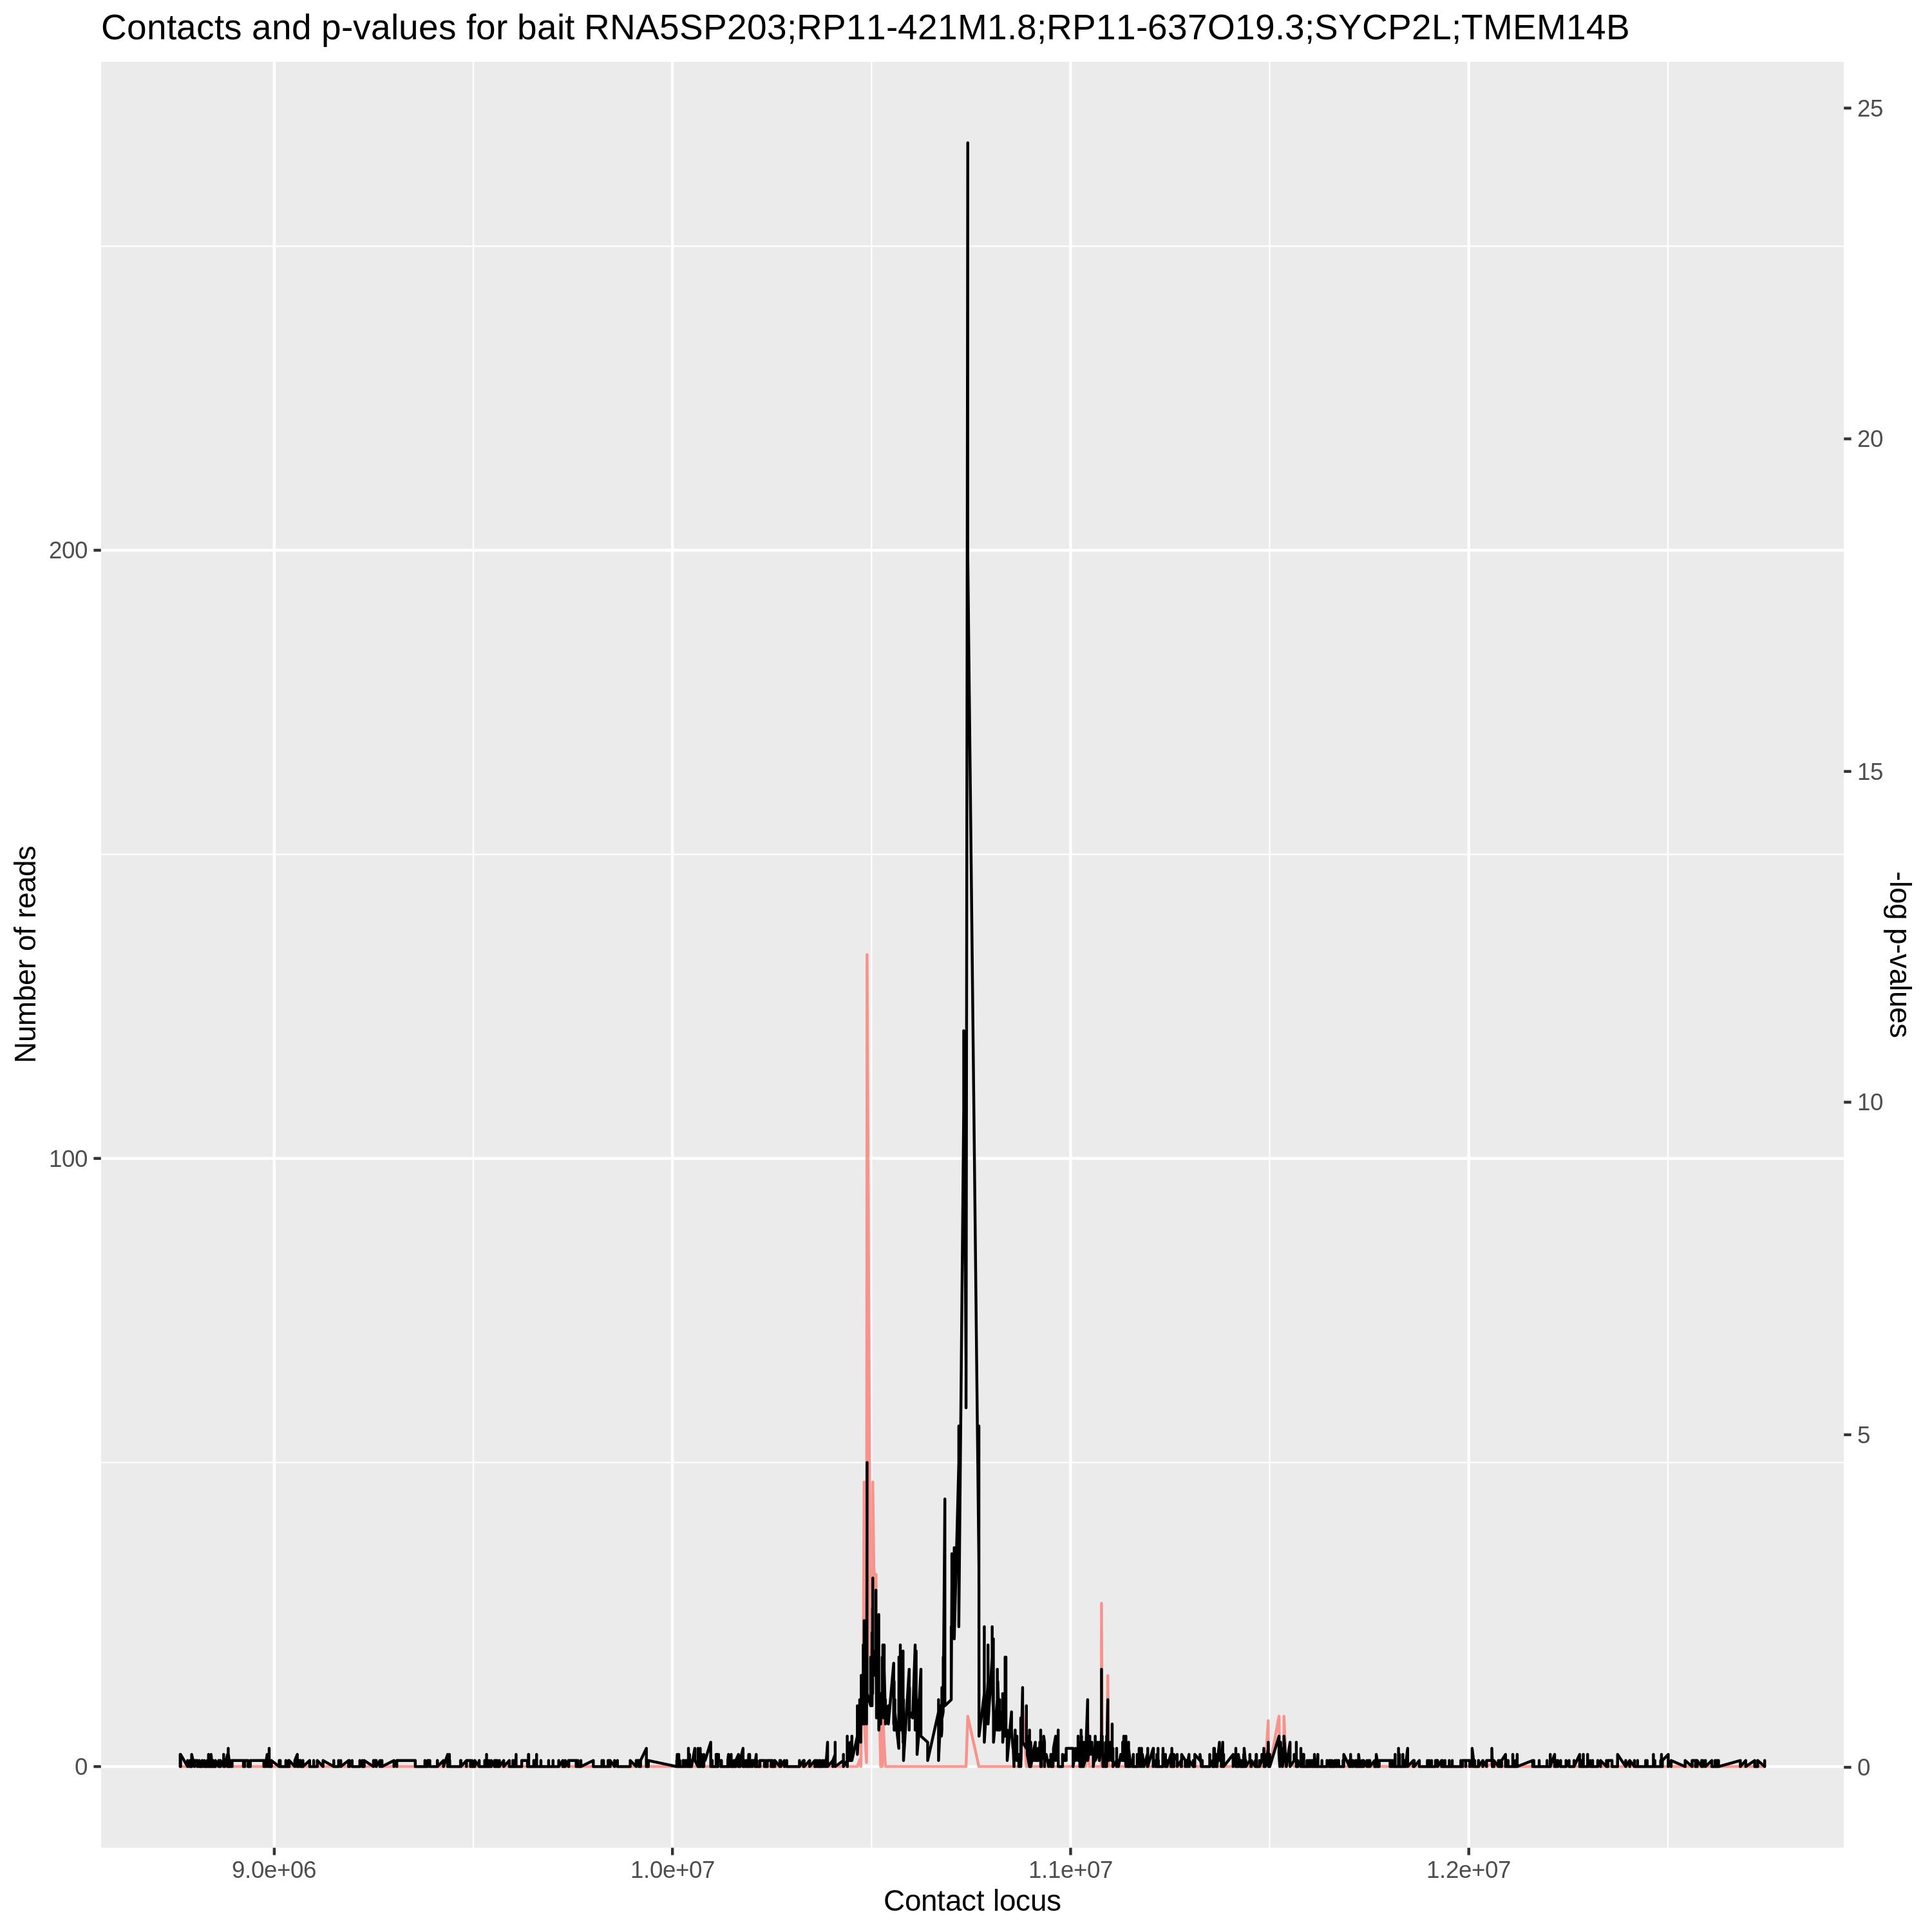 Contacts and p-values for bait RNA5SP203;RP11-421M1.8;RP11-637O19.3;SYCP2L;TMEM14B
25
20
200
15
Number of reads
-log p-values
10
100
5
0
0
9.0e+06
1.0e+07
1.1e+07
1.2e+07
Contact locus